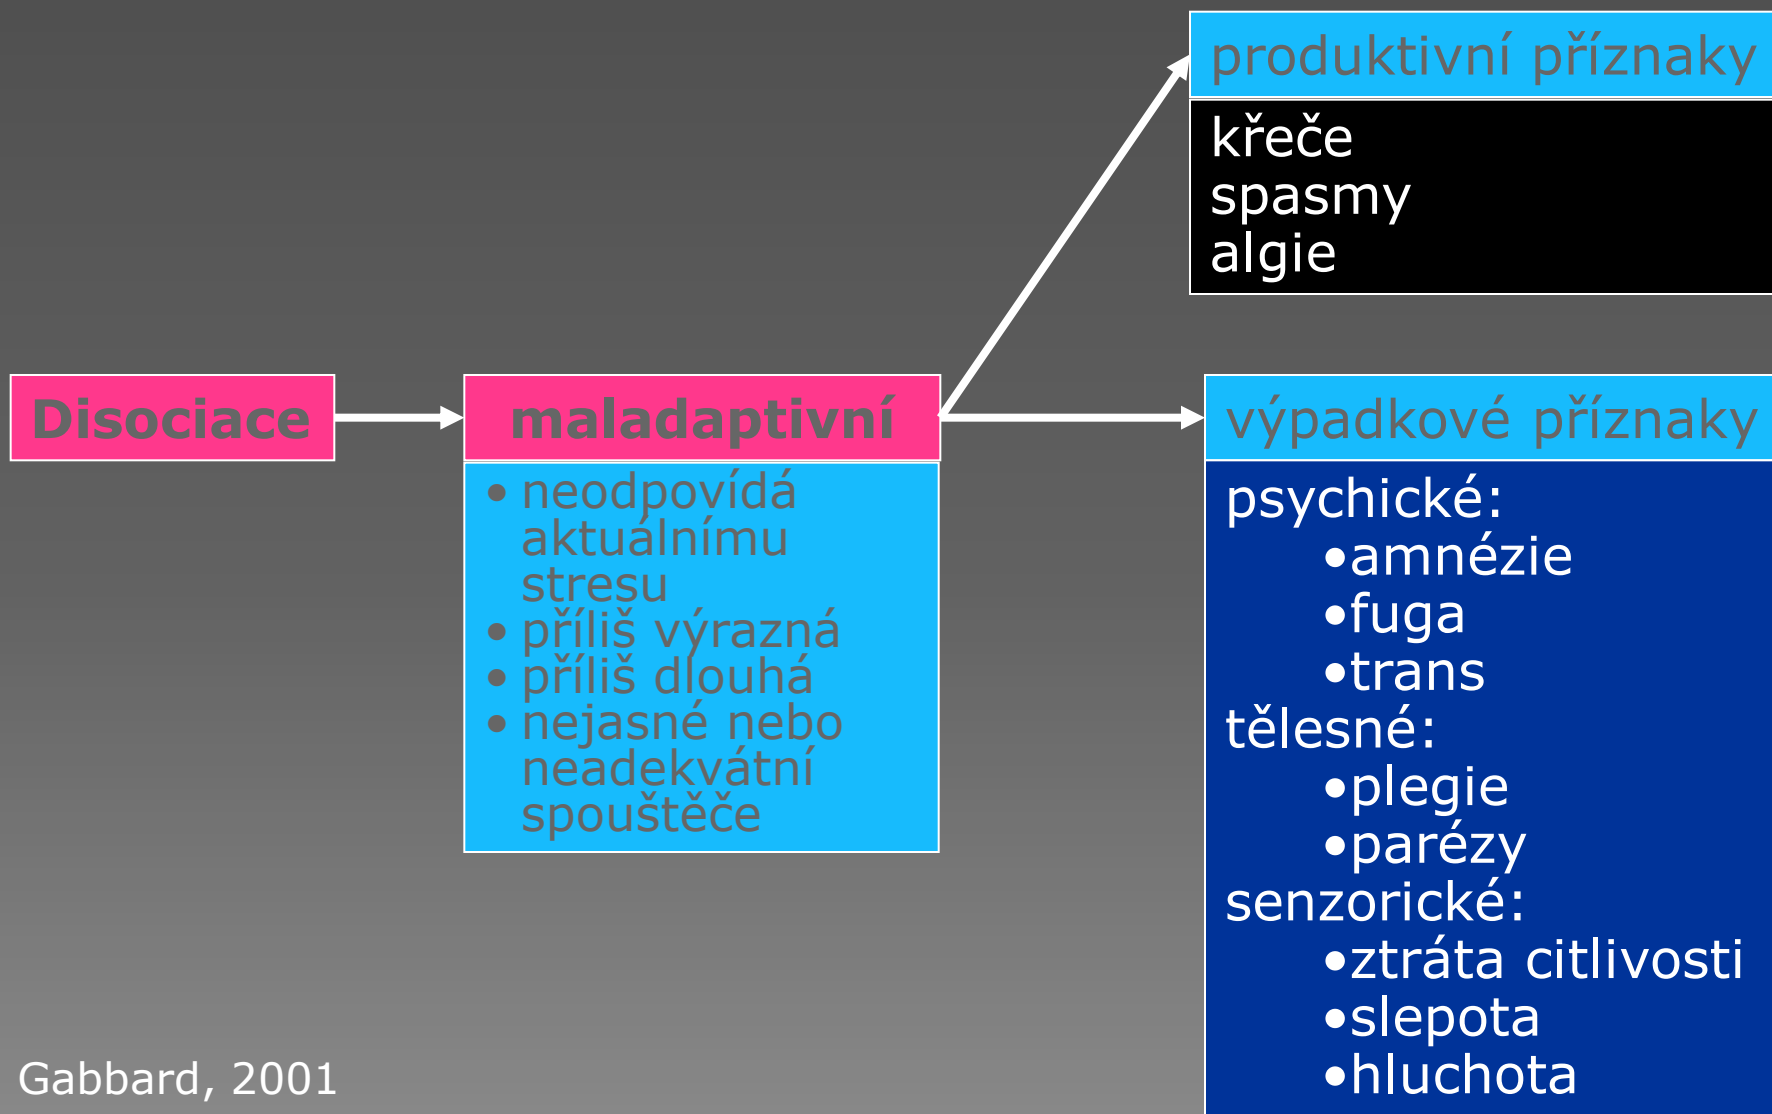 produktivní příznaky
křeče
spasmy
algie
Disociace
maladaptivní
• neodpovídá
aktuálnímu
stresu
• příliš výrazná
• příliš dlouhá
• nejasné nebo
neadekvátní
spouštěče
výpadkové příznaky
psychické:
•amnézie
•fuga
•trans
tělesné:
•plegie
•parézy
senzorické:
•ztráta citlivosti
•slepota
•hluchota
Gabbard, 2001